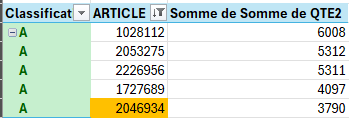 Classificat ARTICLE Somme de Somme de QTE2
A 1028112 6008
A 2053275 5312
A 2226956 5311
A 1727689 4097
A 2046934 3790